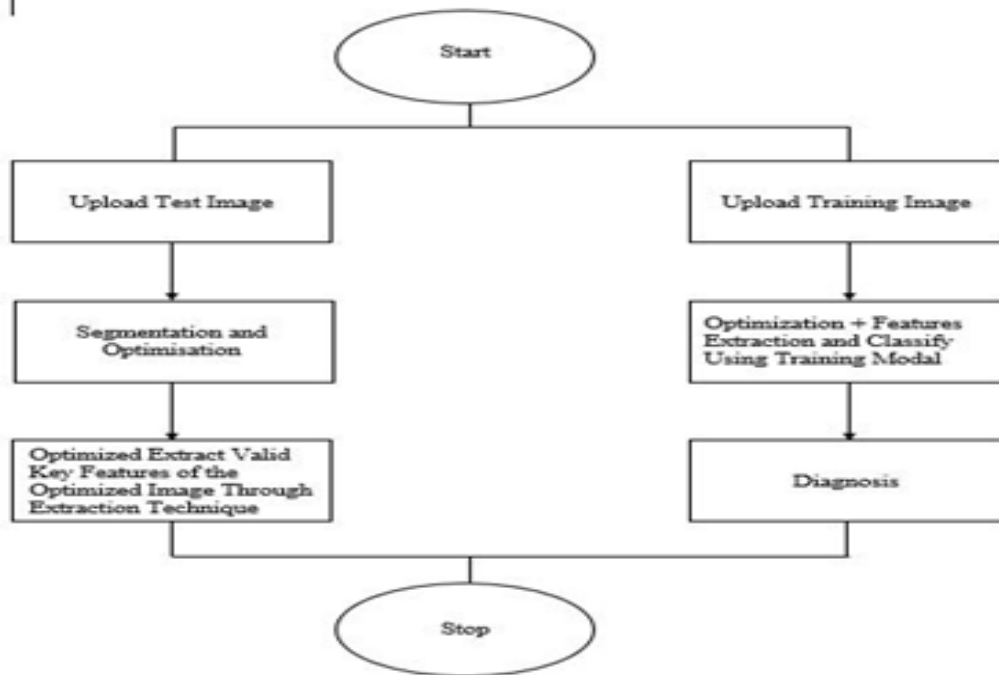 Start
Upload Test Image
Upload Training Image
Segmentation and
Optimisation
Optimization + Features
Extraction and Classify
Using Training Modal
Optimized Extract Valid
Key Features of the
Optimized Image Through
Extraction Technique
Diagnosis
Stop